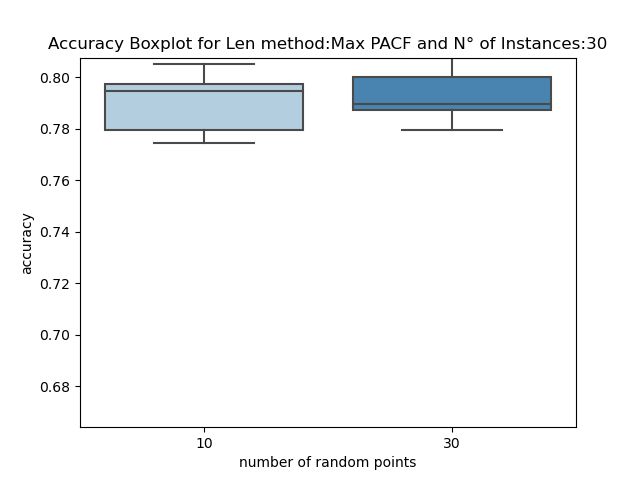 Accuracy Boxplot for Len method:Max PACF and N° of Instances:30
0.80
0.78
0.76
0.74
0.72
0.70
0.68
accuracy
10 30
number of random points